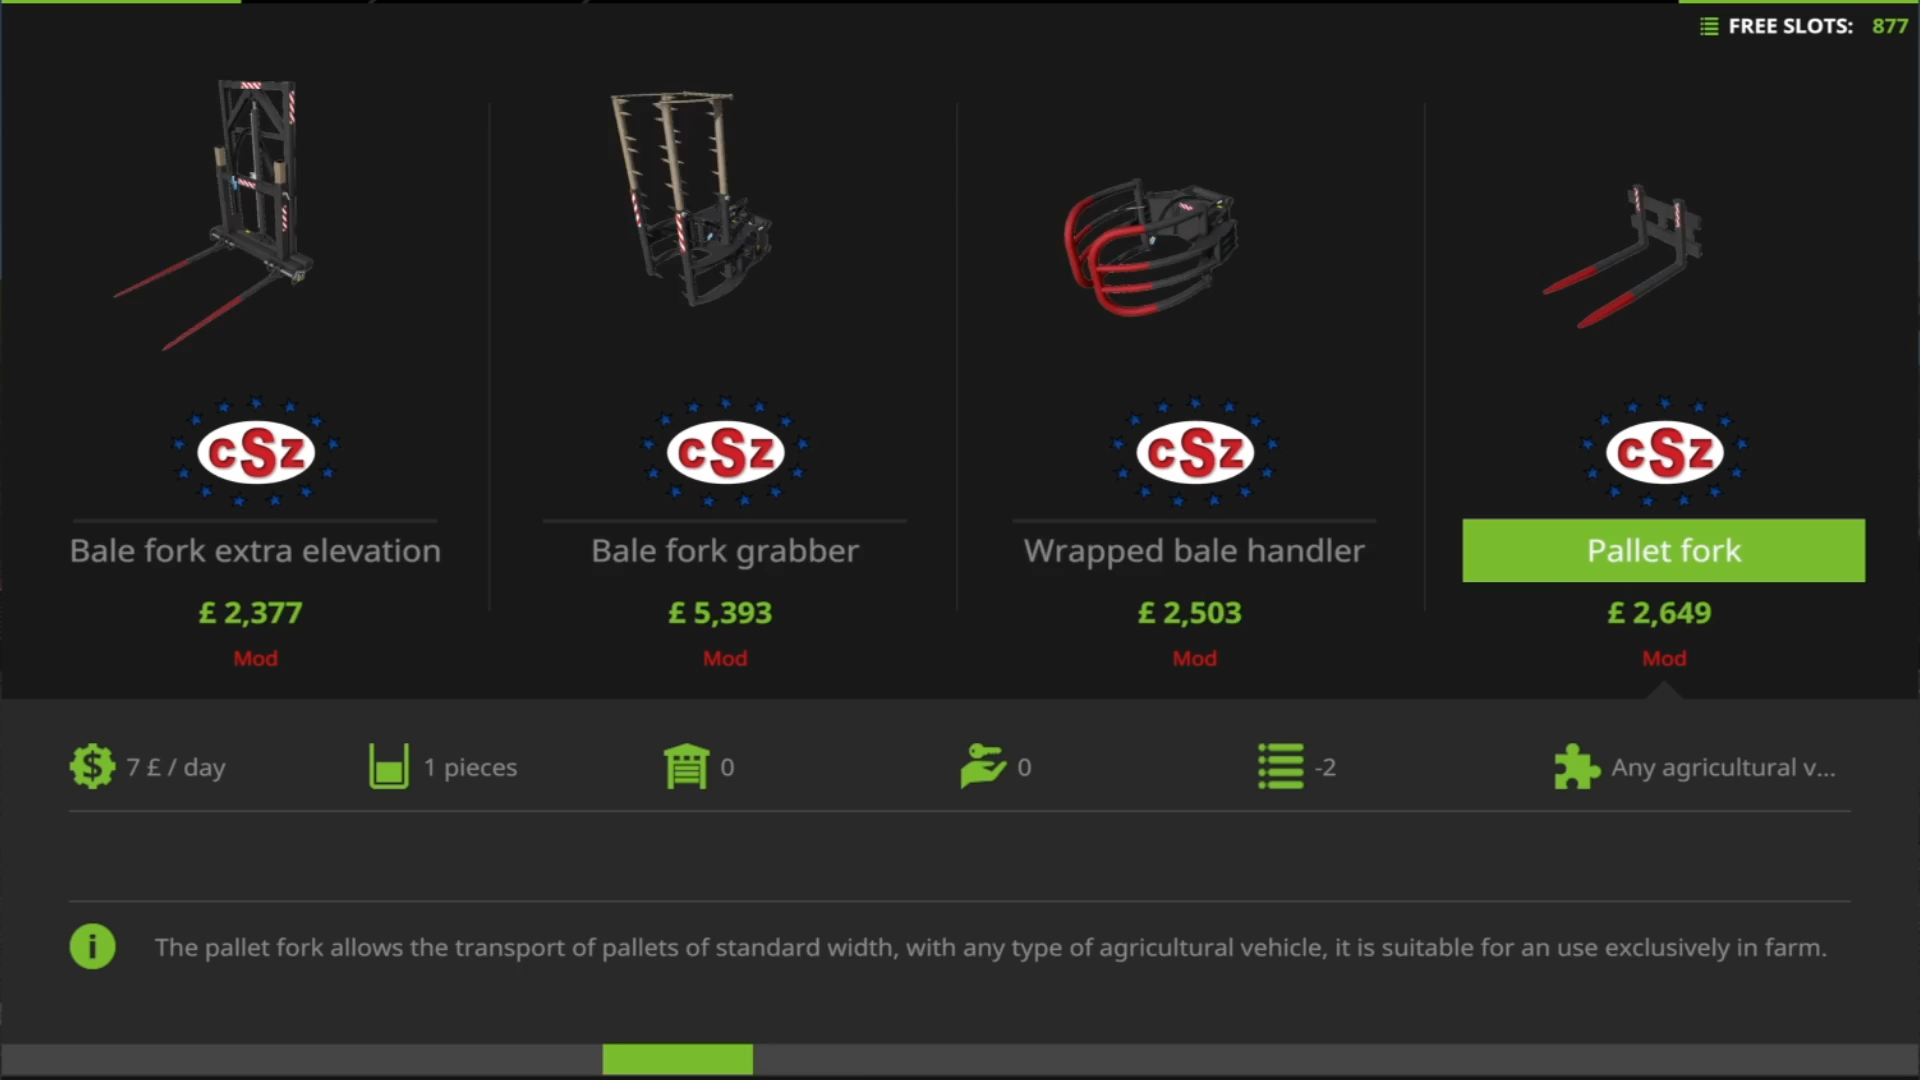 FREE SLOTS: 877
cSz
cSz
cSz
cSz
Bale fork extra elevation
Bale fork grabber
Wrapped bale handler
Pallet fork
£ 2,377
£ 5,393
£ 2,503
£ 2,649
Mod
Mod
Mod
Mod
7 £ / day
1 pieces
0
0
-2
Any agricultural v...
The pallet fork allows the transport of pallets of standard width, with any type of agricultural vehicle, it is suitable for an use exclusively in farm.